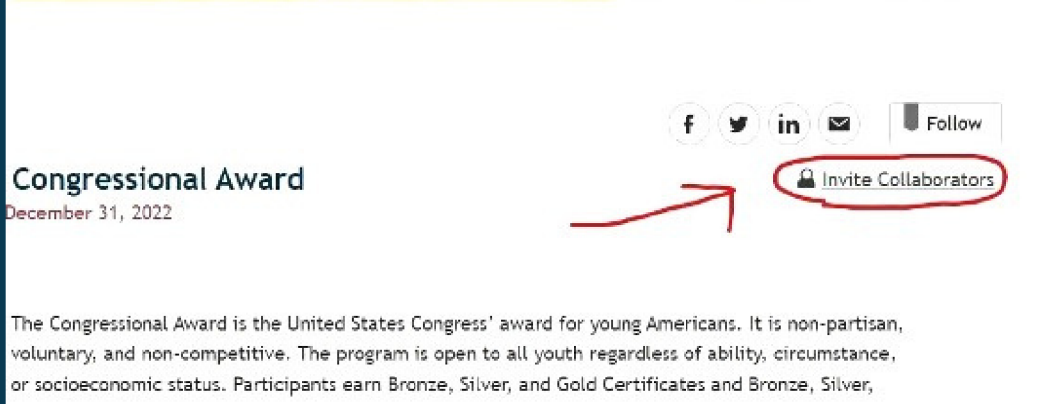 Follow
Congressional Award
Invite Collaborators
December 31, 2022
The Congressional Award is the United States Congress' award for young Americans. It is non-partisan,
voluntary, and non-competitive. The program is open to all youth regardless of ability, circumstance,
or socioeconomic status. Participants earn Bronze, Silver, and Gold Certificates and Bronze, Silver,